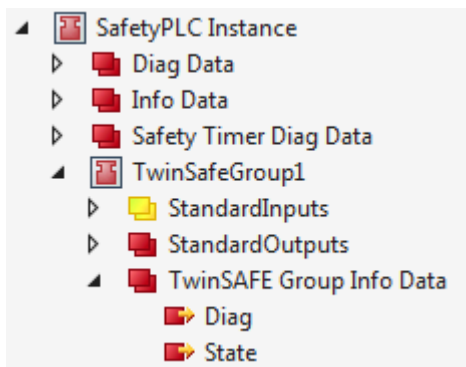 SafetyPLC Instance
Diag Data
Info Data
Safety Timer Diag Data
TwinSafeGroup1
StandardInputs
StandardOutputs
TwinSAFE Group Info Data
Diag
State